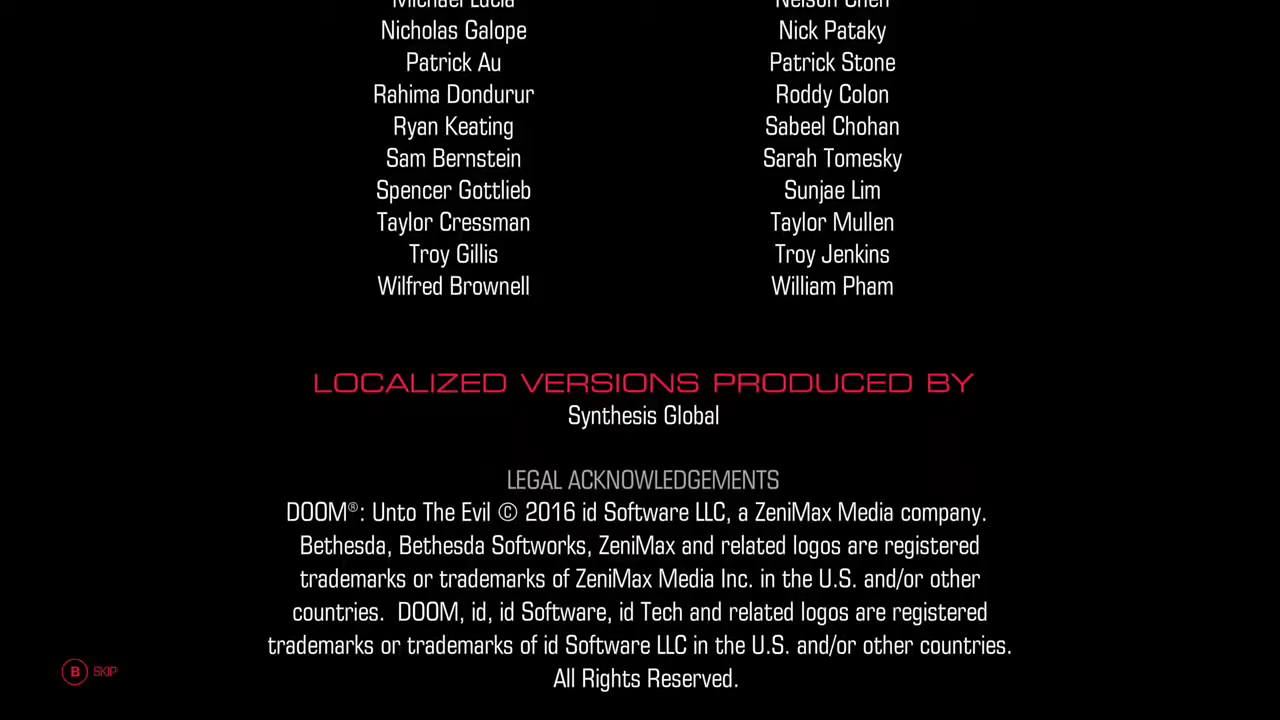 Michael Lucia
Nelson Chen
Nicholas Galope
Nick Pataky
Patrick Au
Patrick Stone
Rahima Dondurur
Roddy Colon
Ryan Keating
Sabeel Chohan
Sam Bernstein
Sarah Tomesky
Spencer Gottlieb
Sunjae Lim
Taylor Cressman
Taylor Mullen
Troy Gillis
Troy Jenkins
Wilfred Brownell
William Pham
LOCALIZED VERSIONS PRODUCED BY
Synthesis Global
LEGAL ACKNOWLEDGEMENTS
DOOM®: Unto The Evil © 2016 id Software LLC, a ZeniMax Media company.
Bethesda, Bethesda Softworks, ZeniMax and related logos are registered
trademarks or trademarks of ZeniMax Media Inc. in the U.S. and/or other
countries. DOOM, id, id Software, id Tech and related logos are registered
trademarks or trademarks of id Software LLC in the U.S. and/or other countries.
All Rights Reserved.
B SKIP